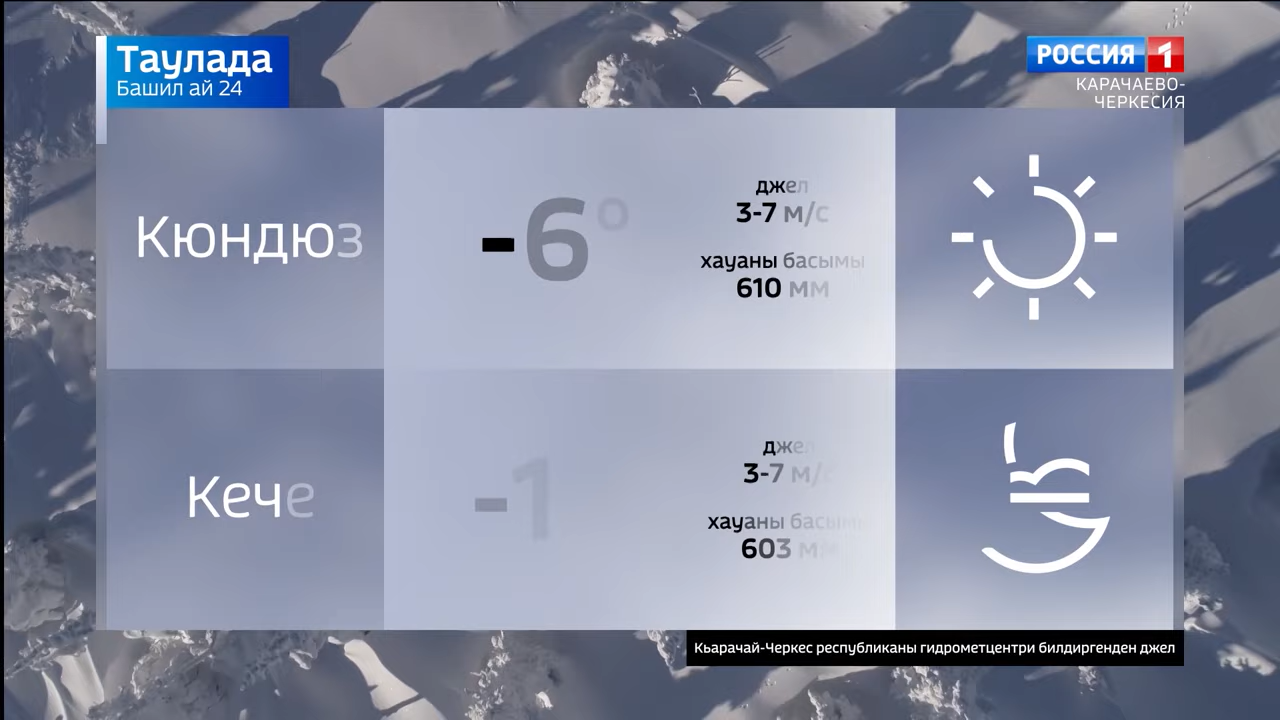 Таулада
Башил ай 24
РОССИЯ 1
КАРАЧАЕВО-
ЧЕРКЕСИЯ
Кюндюз
-6°
джел
3-7 м/с
хауаны басымы
610 мм
Кече
-1
джел
3-7 м/с
хауаны басымы
603 мм
Къарачай-Черкес республиканы гидрометцентри билдиргенден джел